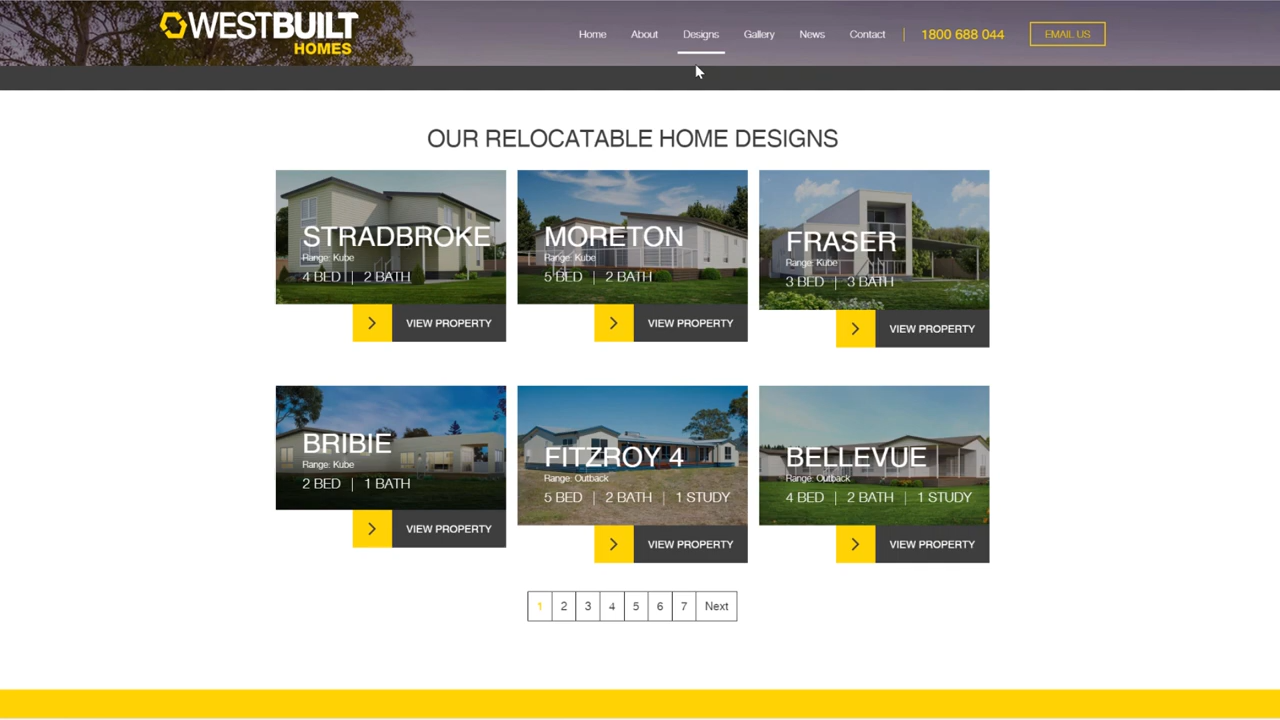 WESTBUILT
HOMES
Home About Designs Gallery News Contact 1800 688 044 EMAIL US
OUR RELOCATABLE HOME DESIGNS
STRADBROKE
Range: Kube
4 BED | 2 BATH
VIEW PROPERTY
MORETON
Range: Kube
5 BED | 2 BATH
VIEW PROPERTY
FRASER
Range: Kube
3 BED | 3 BATH
VIEW PROPERTY
BRIBIE
Range: Kube
2 BED | 1 BATH
VIEW PROPERTY
FITZROY 4
Range: Outback
5 BED | 2 BATH | 1 STUDY
VIEW PROPERTY
BELLEVUE
Range: Outback
4 BED | 2 BATH | 1 STUDY
VIEW PROPERTY
1 2 3 4 5 6 7 Next